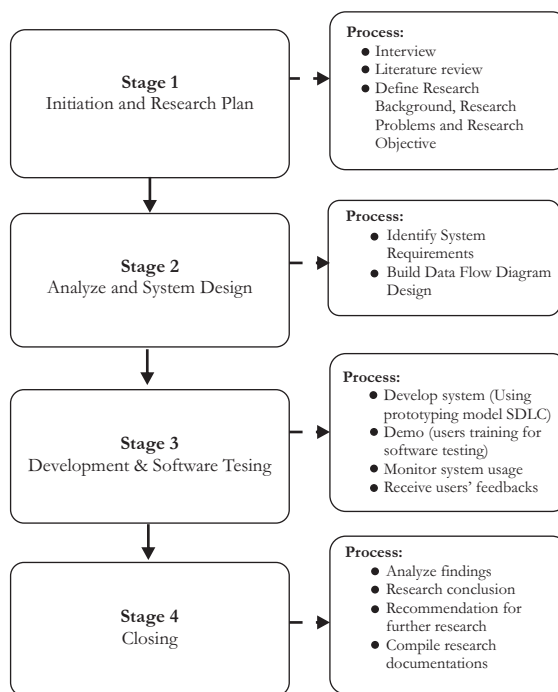 Stage 1
Initiation and Research Plan
Process:
● Interview
● Literature review
● Define Research
Background, Research
Problems and Research
Objective
Stage 2
Analyze and System Design
Process:
● Identify System
Requirements
● Build Data Flow Diagram
Design
Stage 3
Development & Software Tesing
Process:
● Develop system (Using
prototyping model SDLC)
● Demo (users training for
software testing)
● Monitor system usage
● Receive users’ feedbacks
Stage 4
Closing
Process:
● Analyze findings
● Research conclusion
● Recommendation for
further research
● Compile research
documentations